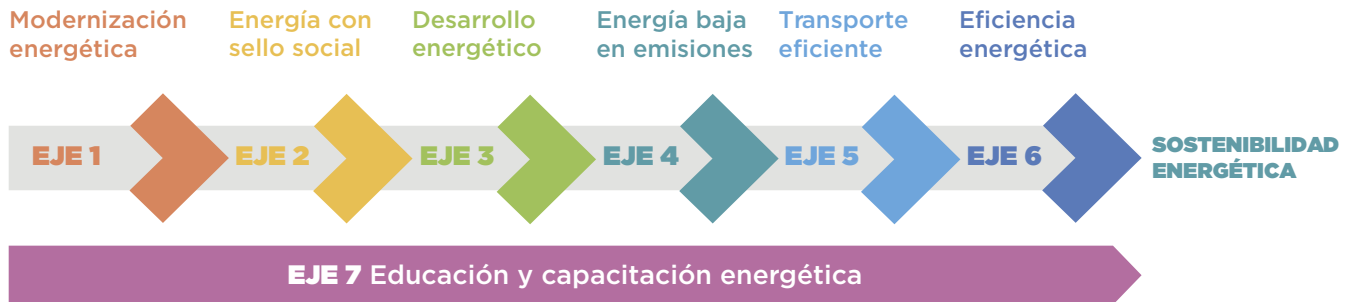 Modernización
energética
Energía con
sello social
Desarrollo
energético
Energía baja
en emisiones
Transporte
eficiente
Eficiencia
energética
EJE 1
EJE 2
EJE 3
EJE 4
EJE 5
EJE 6
SOSTENIBILIDAD
ENERGÉTICA
EJE 7 Educación y capacitación energética